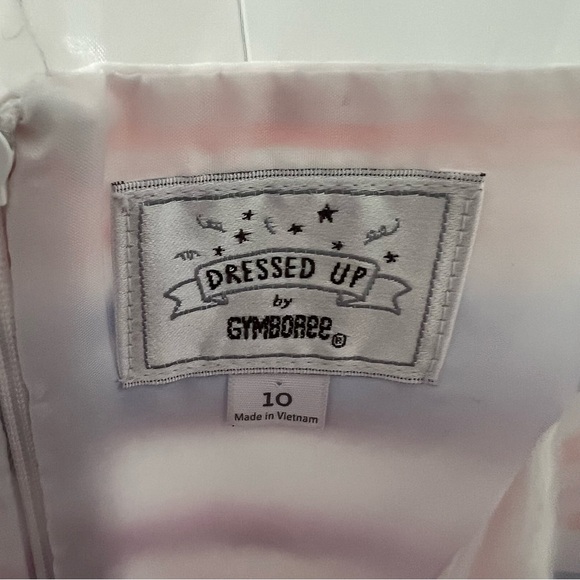 DRESSED UP
by
GYMBOREE®
10
Made in Vietnam